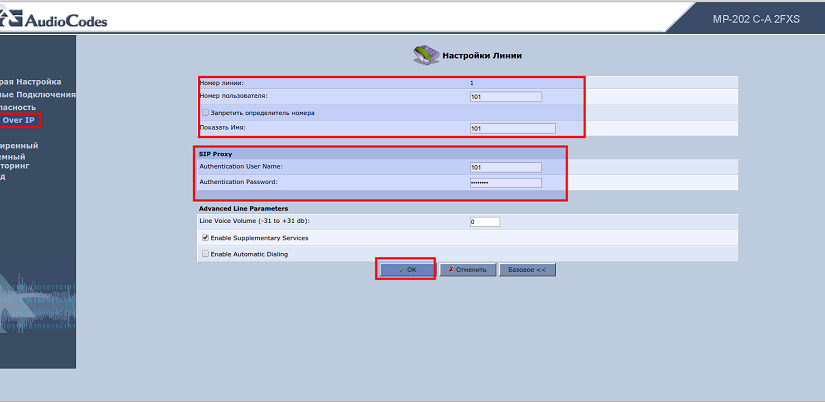 AudioCodes
MP-202 C-A 2FXS
Настройки Линии
рая Настройка
вые Подключения
пасность
Over IP
иренный
емный
торинг
д
Номер линии: 1
Номер пользователя: 101
Запретить определитель номера
Показать Имя: 101
SIP Proxy
Authentication User Name: 101
Authentication Password: ••••••••
Advanced Line Parameters
Line Voice Volume (-31 to +31 db): 0
Enable Supplementary Services
Enable Automatic Dialing
OK
Отменить
Базовое <<